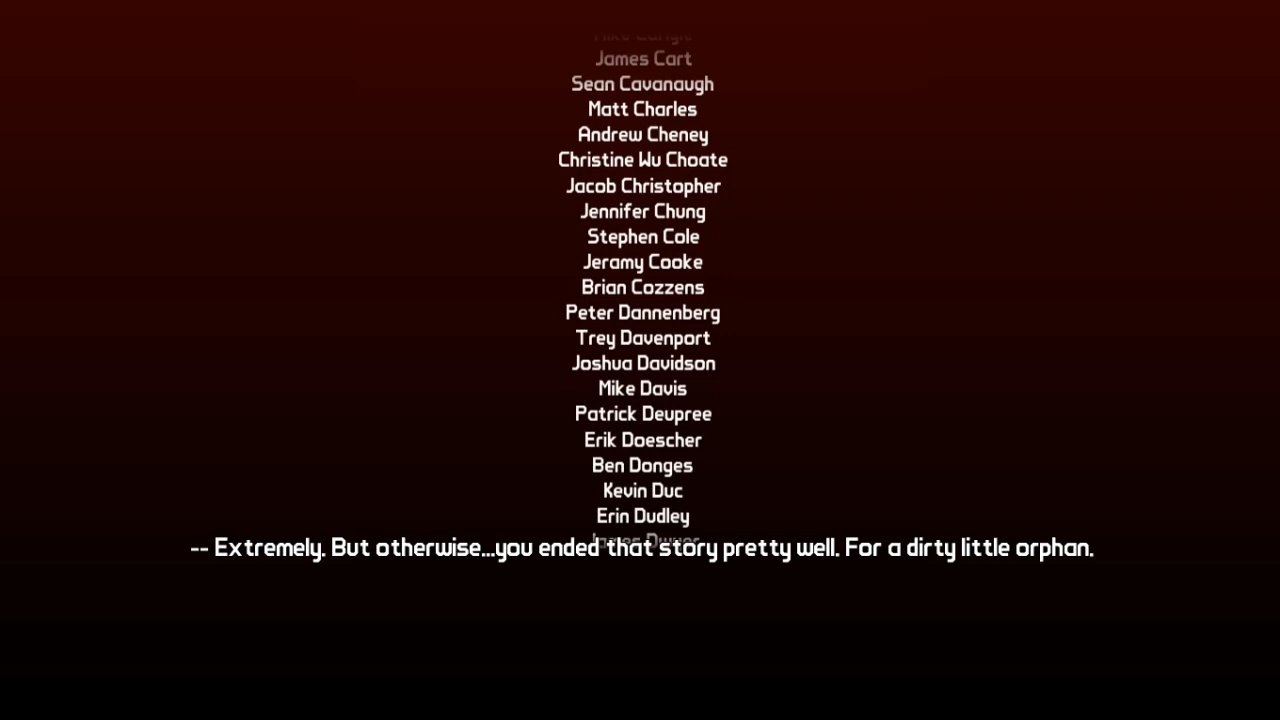 James Cart
Sean Cavanaugh
Matt Charles
Andrew Cheney
Christine Wu Choate
Jacob Christopher
Jennifer Chung
Stephen Cole
Jeramy Cooke
Brian Cozzens
Peter Dannenberg
Trey Davenport
Joshua Davidson
Mike Davis
Patrick Deupree
Erik Doescher
Ben Donges
Kevin Duc
Erin Dudley
-- Extremely. But otherwise...you ended that story pretty well. For a dirty little orphan.